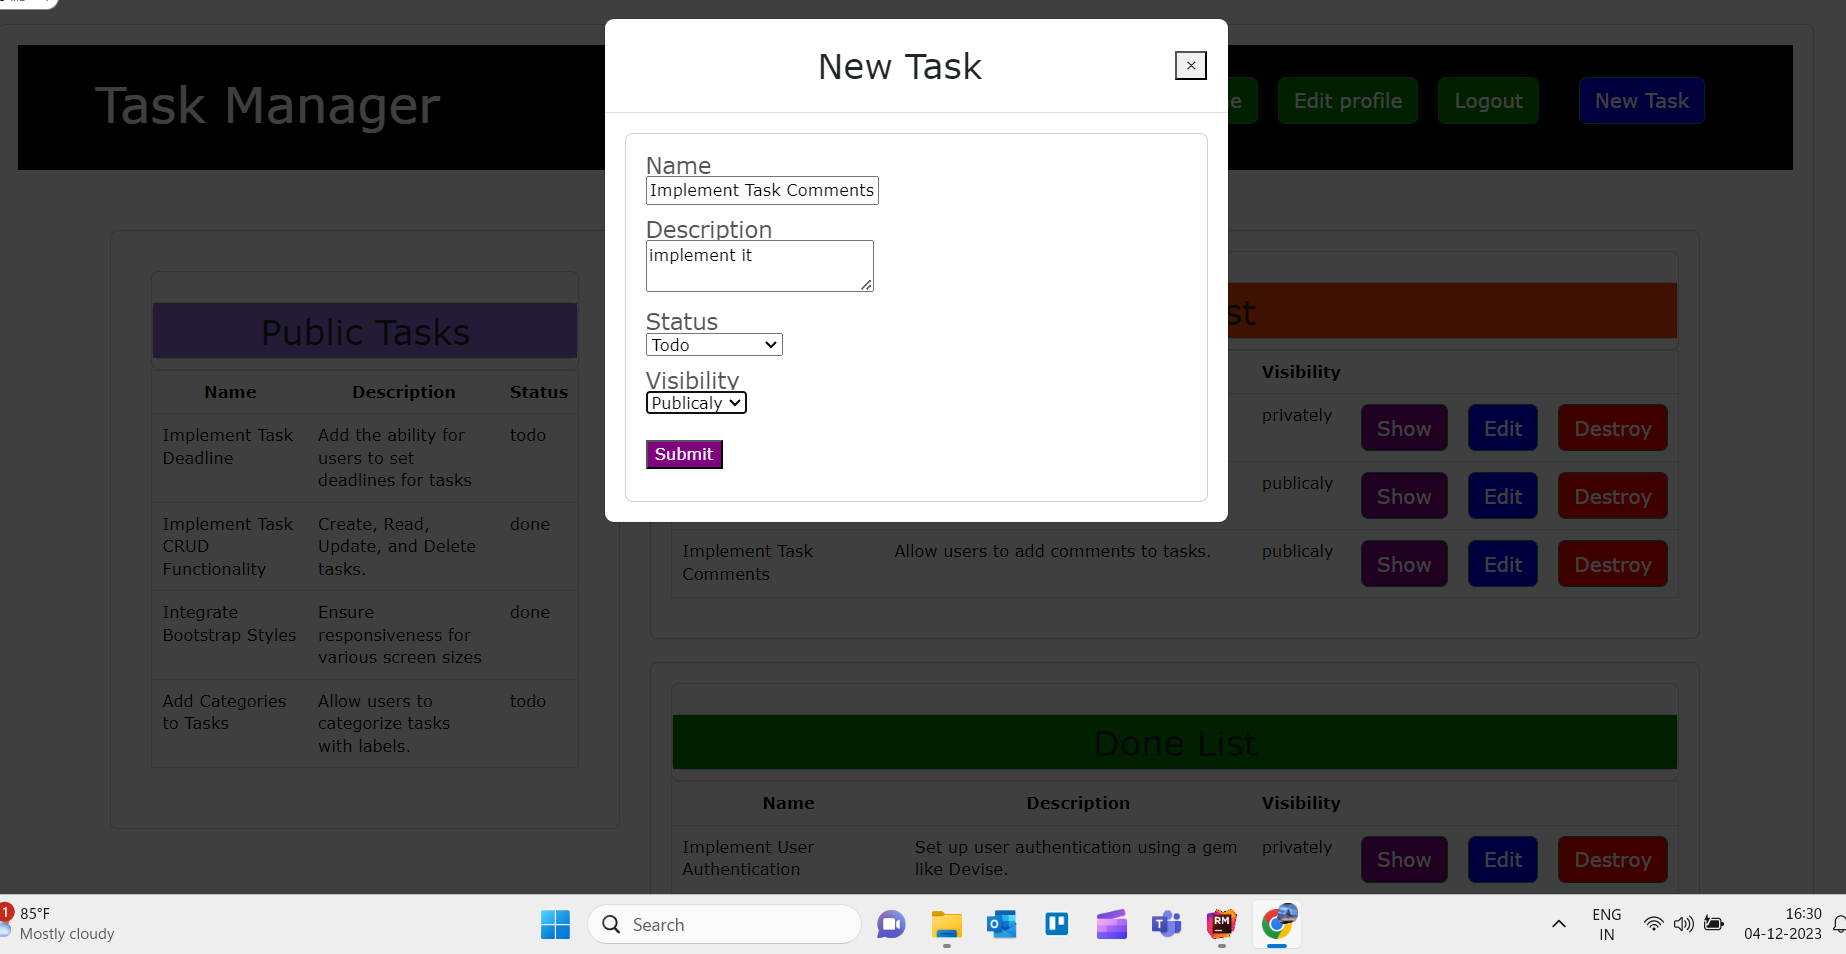 New Task
×
Task Manager
e
Edit profile
Logout
New Task
Name
Implement Task Comments
Description
implement it
Status
Todo
Visibility
Publicaly
Submit
Public Tasks
Name Description Status
Implement Task Deadline
Add the ability for users to set deadlines for tasks
todo
Implement Task CRUD Functionality
Create, Read, Update, and Delete tasks.
done
Integrate Bootstrap Styles
Ensure responsiveness for various screen sizes
done
Add Categories to Tasks
Allow users to categorize tasks with labels.
todo
st
Visibility
privately Show Edit Destroy
publicaly Show Edit Destroy
Implement Task Comments
Allow users to add comments to tasks.
publicaly Show Edit Destroy
Done List
Name Description Visibility
Implement User Authentication
Set up user authentication using a gem like Devise.
privately Show Edit Destroy
1
85°F
Mostly cloudy
Search
RM
ENG
IN
16:30
04-12-2023